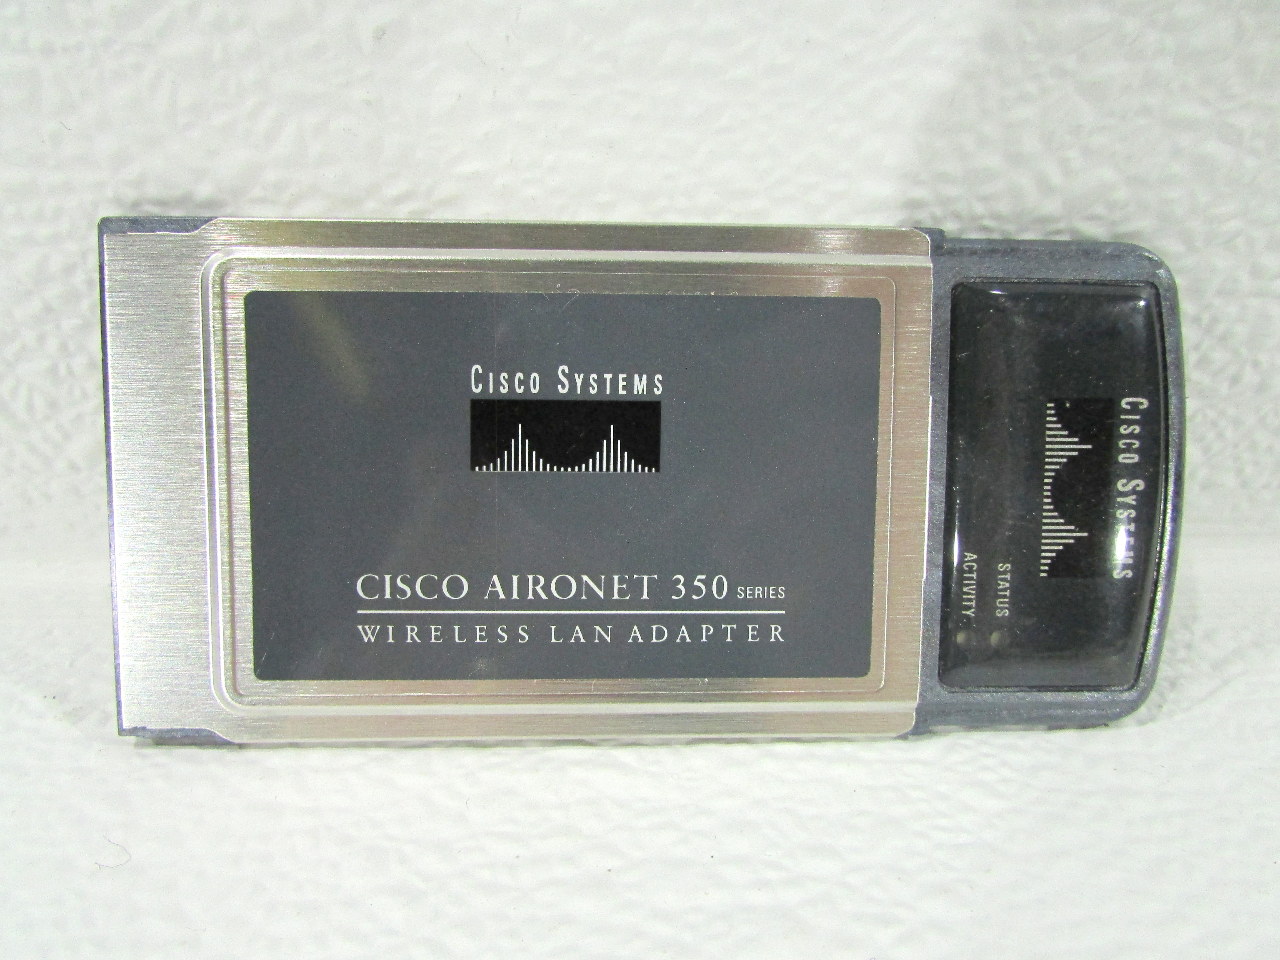 CISCO SYSTEMS
CISCO AIRONET 350 SERIES
WIRELESS LAN ADAPTER
CISCO SYSTEMS
STATUS
ACTIVITY